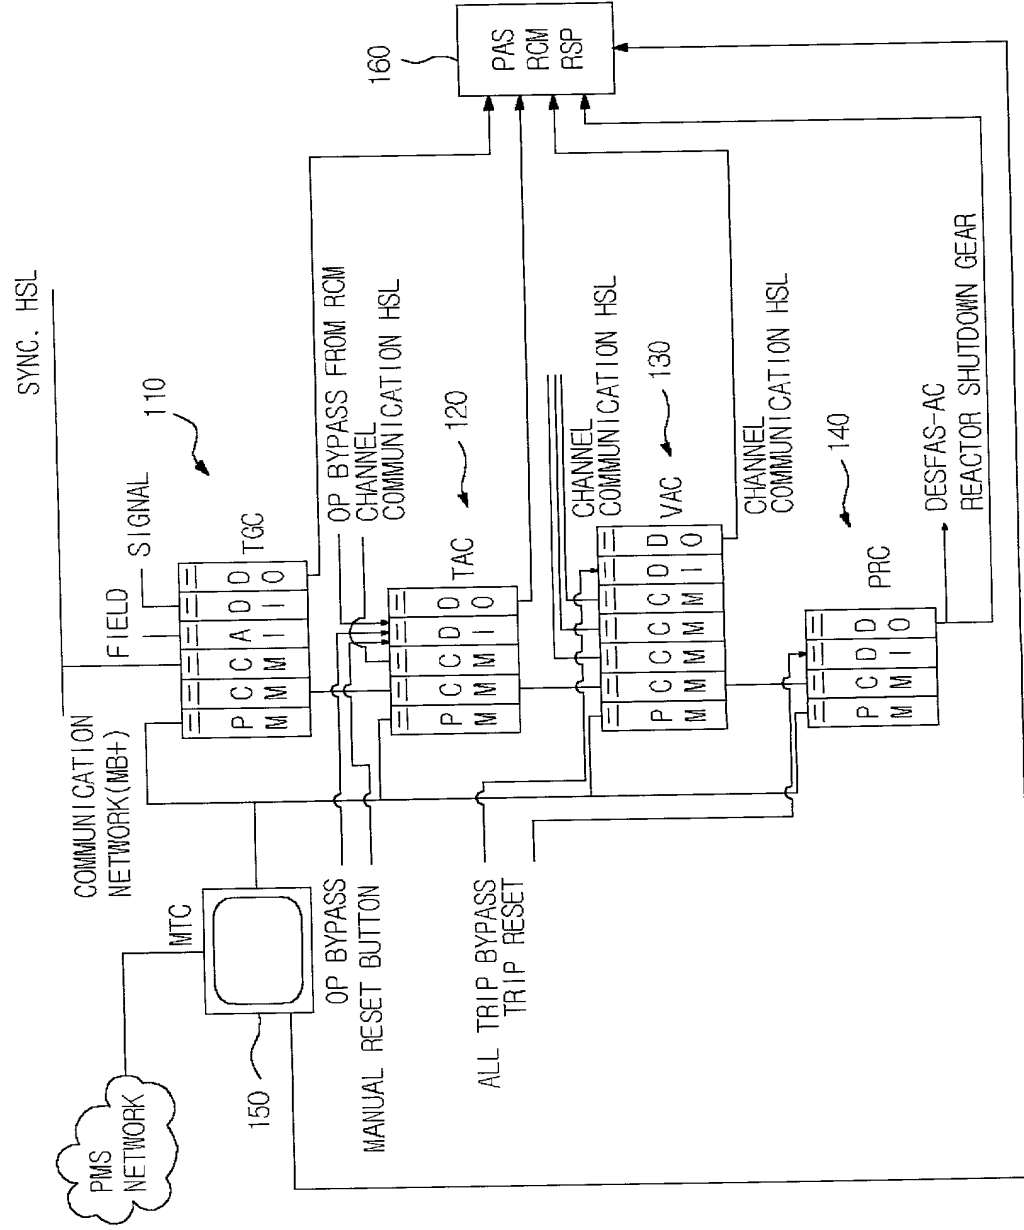 SYNC. HSL
COMMUNICATION
NETWORK(MB+)
FIELD
SIGNAL
110
P C C A D D
M M M I I O
TGC
PMS
NETWORK
MTC
150
OP BYPASS
MANUAL RESET BUTTON
OP BYPASS FROM RCM
CHANNEL
COMMUNICATION HSL
120
P C C D D
M M M I O
TAC
160
PAS
RCM
RSP
ALL TRIP BYPASS
TRIP RESET
CHANNEL
COMMUNICATION HSL
130
P C C C C D D
M M M M M I O
VAC
CHANNEL
COMMUNICATION HSL
140
P C D D
M M I O
PRC
DESFAS-AC
REACTOR SHUTDOWN GEAR